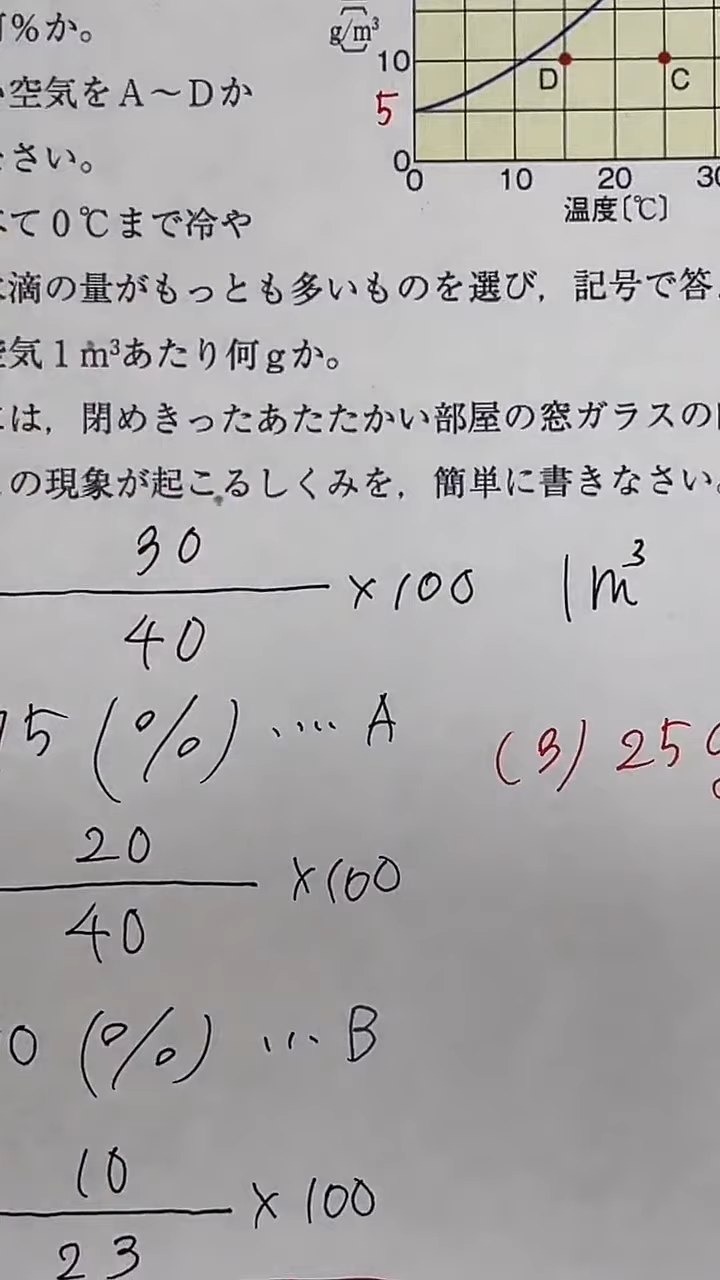 %か。
g/m³
10
D
C
5
空気をA〜Dか
さい。
0
0
10
20
30
温度〔℃〕
て0℃まで冷や
滴の量がもっとも多いものを選び，記号で答
気1m³あたり何gか。
は，閉めきったあたたかい部屋の窓ガラスの
の現象が起こるしくみを，簡単に書きなさい。
30
40
×100
1m³
5(%)….A
(3) 25g
20
40
×100
0(%)…B
10
23
×100